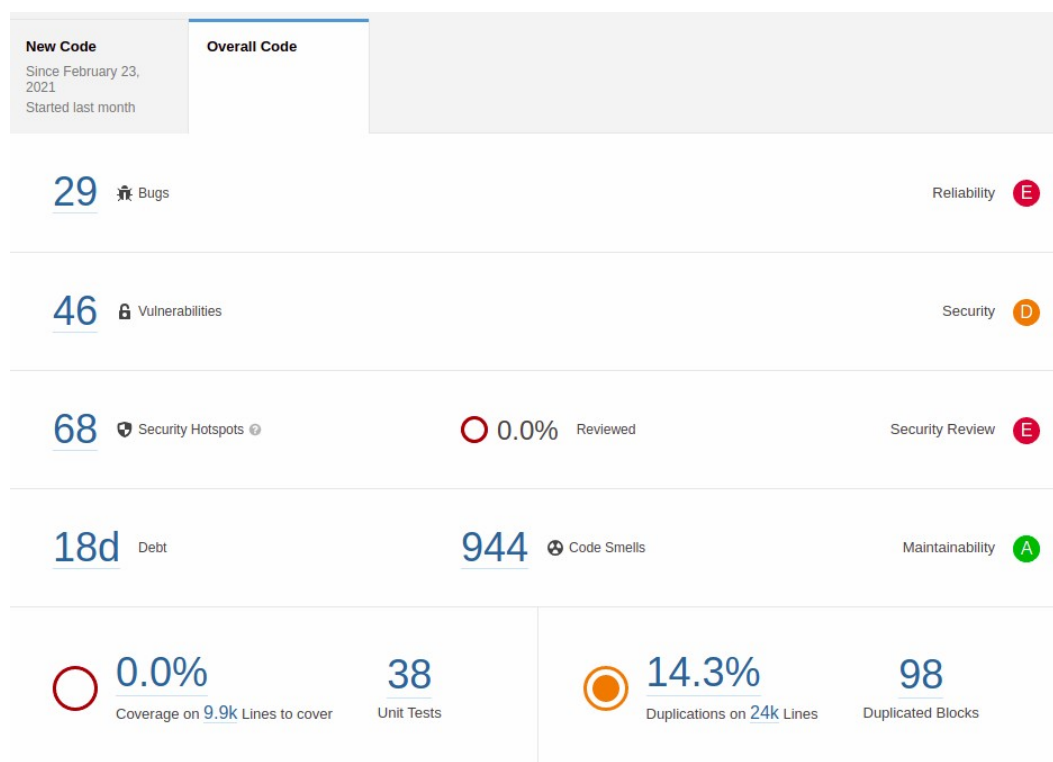 New Code
Since February 23,
2021
Started last month
Overall Code
29 Bugs
Reliability E
46 Vulnerabilities
Security D
68 Security Hotspots ?
0.0% Reviewed
Security Review E
18d Debt
944 Code Smells
Maintainability A
0.0%
Coverage on 9.9k Lines to cover
38
Unit Tests
14.3%
Duplications on 24k Lines
98
Duplicated Blocks